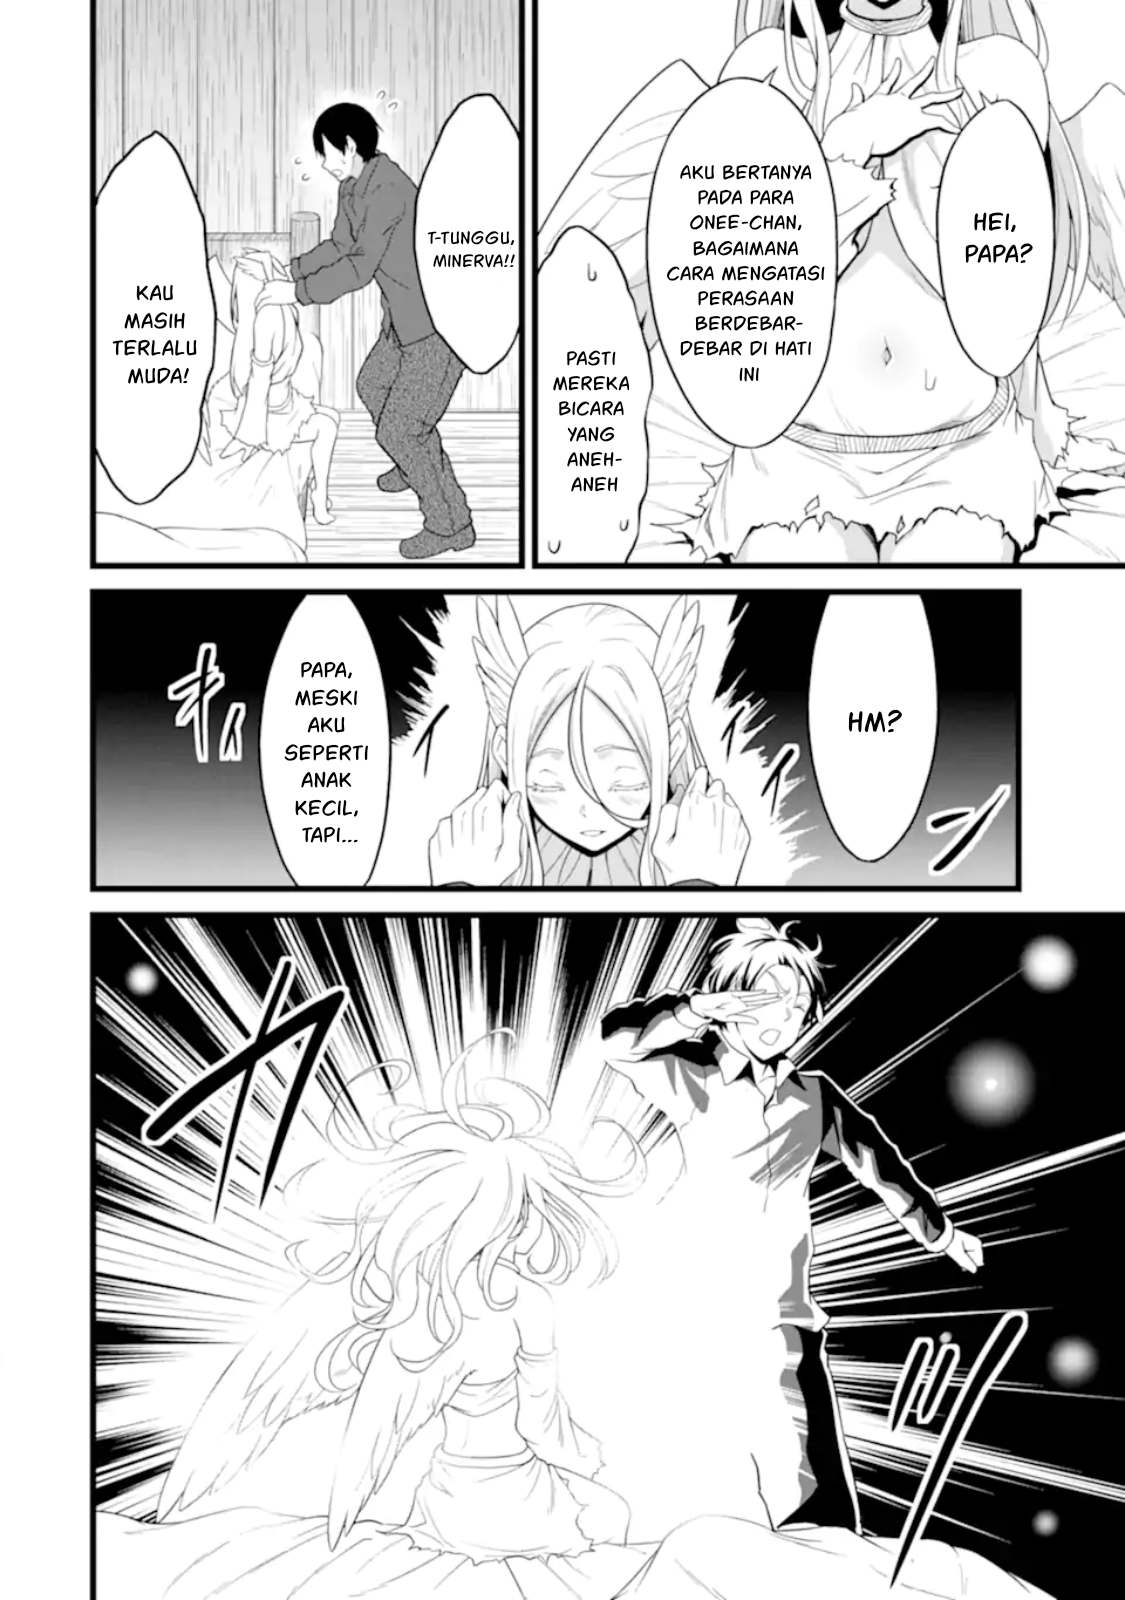 HEI,
PAPA?
AKU BERTANYA
PADA PARA
ONEE-CHAN,
BAGAIMANA
CARA MENGATASI
PERASAAN
BERDEBAR-
DEBAR DI HATI
INI
PASTI
MEREKA
BICARA
YANG
ANEH-
ANEH
T-TUNGGU,
MINERVA!!
KAU
MASIH
TERLALU
MUDA!
HM?
PAPA,
MESKI
AKU
SEPERTI
ANAK
KECIL,
TAPI...